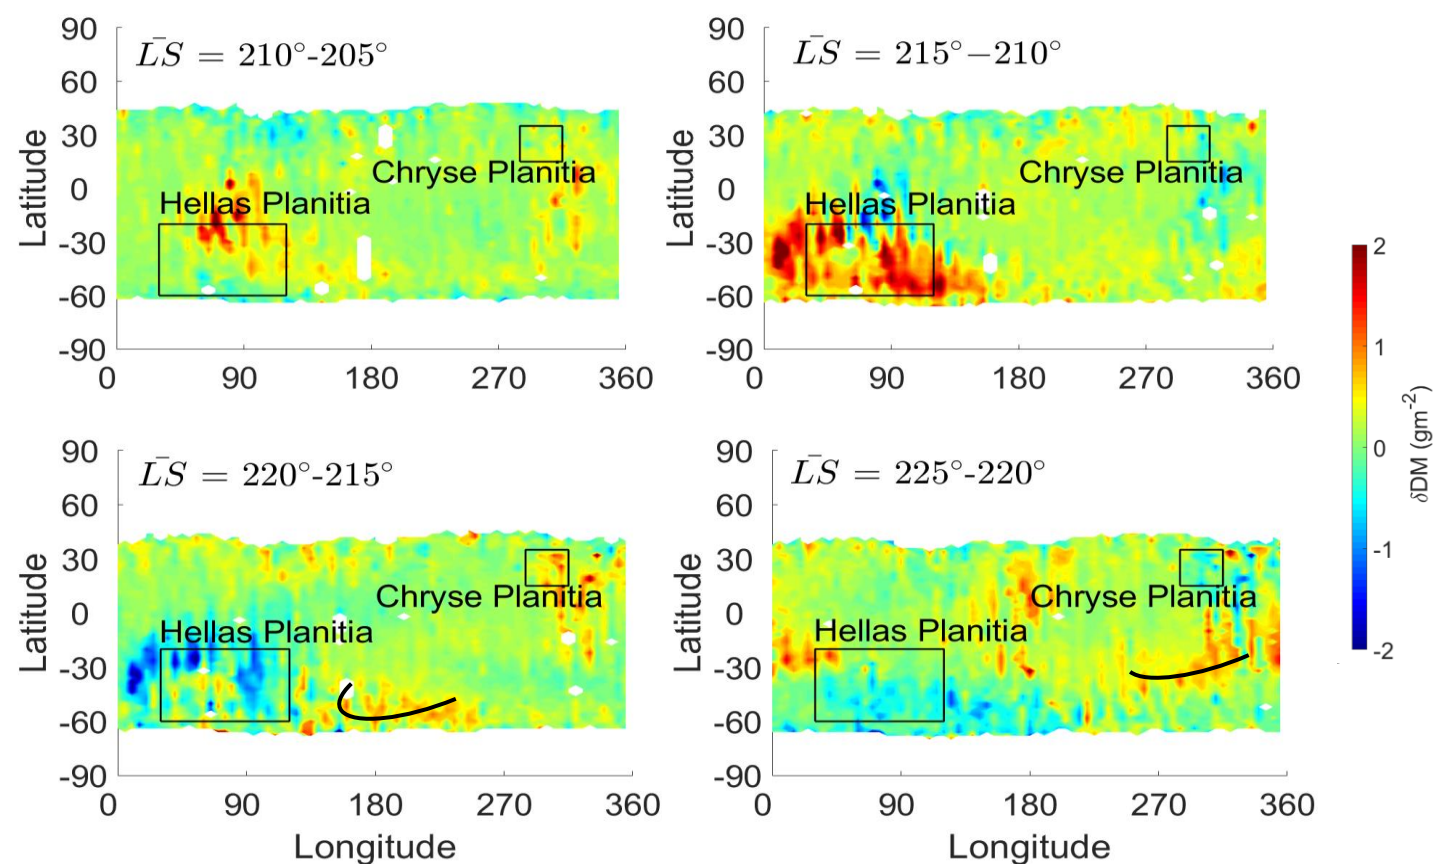 90
60
30
0
-30
-60
-90
Latitude
L̄S = 210°-205°
Chryse Planitia
Hellas Planitia
0 90 180 270 360
90
60
30
0
-30
-60
-90
Latitude
L̄S = 215°−210°
Chryse Planitia
Hellas Planitia
0 90 180 270 360
90
60
30
0
-30
-60
-90
Latitude
L̄S = 220°-215°
Chryse Planitia
Hellas Planitia
0 90 180 270 360
Longitude
90
60
30
0
-30
-60
-90
L̄S = 225°-220°
Chryse Planitia
Hellas Planitia
0 90 180 270 360
Longitude
2
1
0
-1
-2
δDM (gm⁻²)